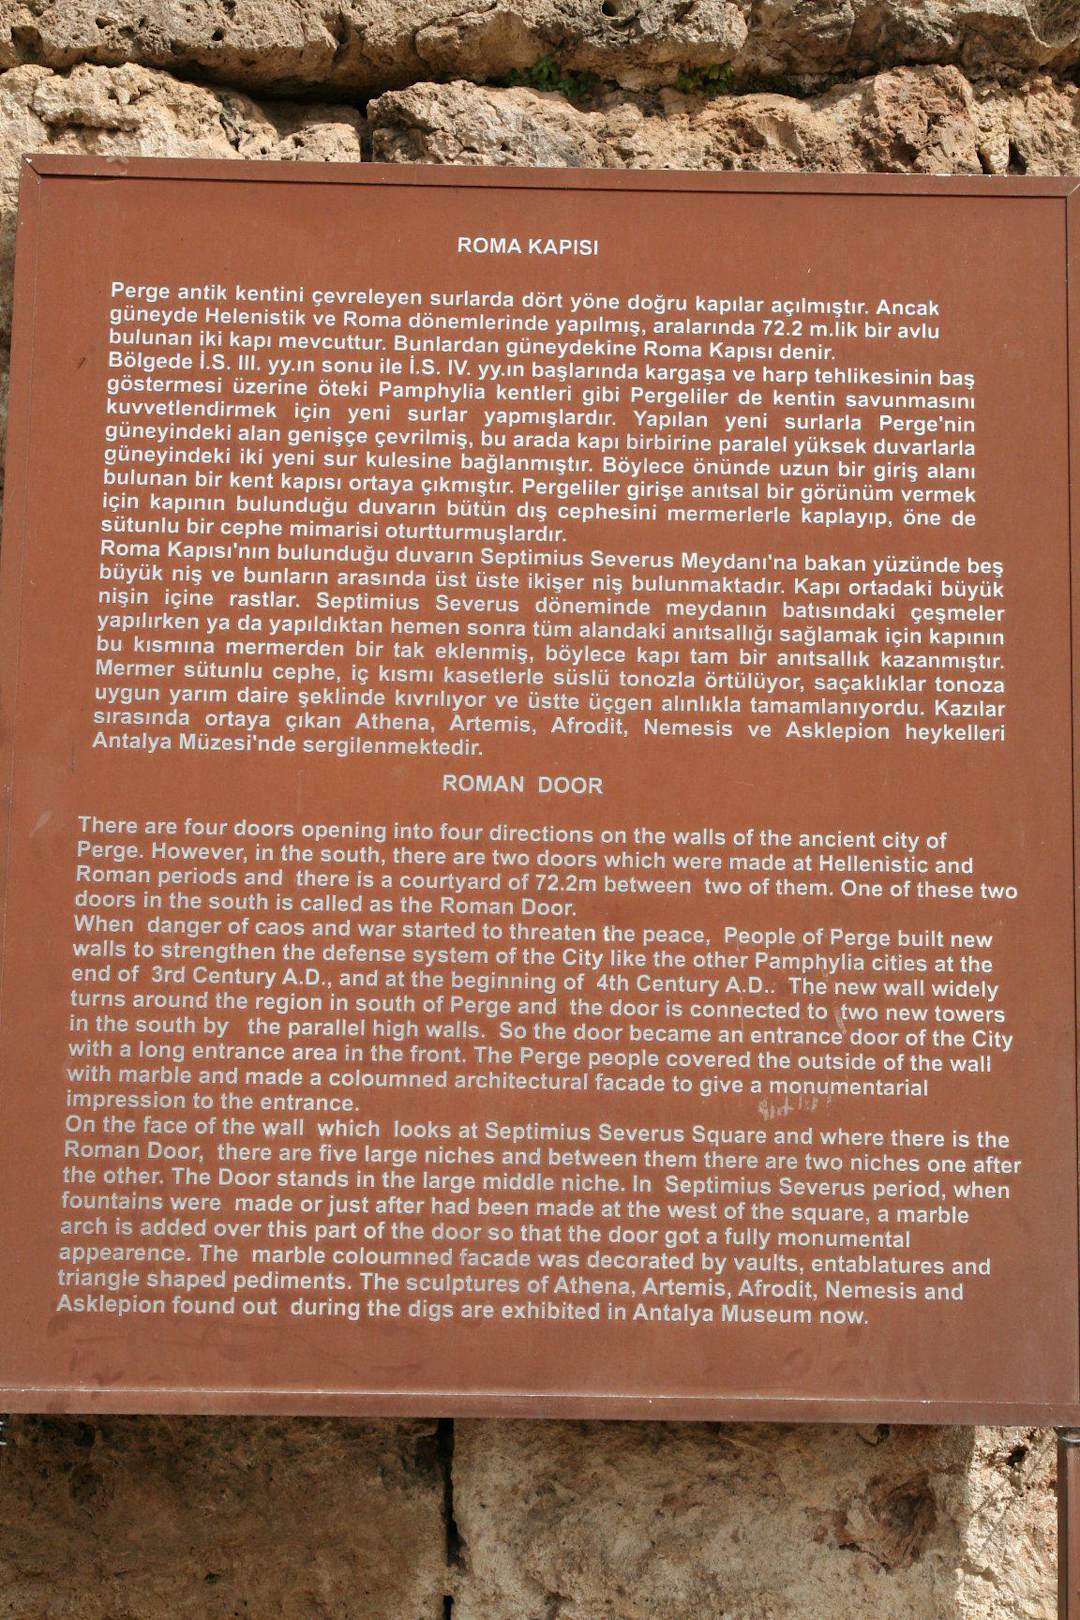 ROMA KAPISI
Perge antik kentini çevreleyen surlarda dört yöne doğru kapılar açılmıştır. Ancak
güneyde Helenistik ve Roma dönemlerinde yapılmış, aralarında 72.2 m.lik bir avlu
bulunan iki kapı mevcuttur. Bunlardan güneydekine Roma Kapısı denir.
Bölgede İ.S. III. yy.ın sonu ile İ.S. IV. yy.ın başlarında kargaşa ve harp tehlikesinin baş
göstermesi üzerine öteki Pamphylia kentleri gibi Pergeliler de kentin savunmasını
kuvvetlendirmek için yeni surlar yapmışlardır. Yapılan yeni surlarla Perge'nin
güneyindeki alan genişçe çevrilmiş, bu arada kapı birbirine paralel yüksek duvarlarla
güneyindeki iki yeni sur kulesine bağlanmıştır. Böylece önünde uzun bir giriş alanı
bulunan bir kent kapısı ortaya çıkmıştır. Pergeliler girişe anıtsal bir görünüm vermek
için kapının bulunduğu duvarın bütün dış cephesini mermerlerle kaplayıp, öne de
sütunlu bir cephe mimarisi oturtturmuşlardır.
Roma Kapısı'nın bulunduğu duvarın Septimius Severus Meydanı'na bakan yüzünde beş
büyük niş ve bunların arasında üst üste ikişer niş bulunmaktadır. Kapı ortadaki büyük
nişin içine rastlar. Septimius Severus döneminde meydanın batısındaki çeşmeler
yapılırken ya da yapıldıktan hemen sonra tüm alandaki anıtsallığı sağlamak için kapının
bu kısmına mermerden bir tak eklenmiş, böylece kapı tam bir anıtsallık kazanmıştır.
Mermer sütunlu cephe, iç kısmı kasetlerle süslü tonozla örtülüyor, saçaklıklar tonoza
uygun yarım daire şeklinde kıvrılıyor ve üstte üçgen alınlıkla tamamlanıyordu. Kazılar
sırasında ortaya çıkan Athena, Artemis, Afrodit, Nemesis ve Asklepion heykelleri
Antalya Müzesi'nde sergilenmektedir.
ROMAN DOOR
There are four doors opening into four directions on the walls of the ancient city of
Perge. However, in the south, there are two doors which were made at Hellenistic and
Roman periods and there is a courtyard of 72.2m between two of them. One of these two
doors in the south is called as the Roman Door.
When danger of caos and war started to threaten the peace, People of Perge built new
walls to strengthen the defense system of the City like the other Pamphylia cities at the
end of 3rd Century A.D., and at the beginning of 4th Century A.D.. The new wall widely
turns around the region in south of Perge and the door is connected to two new towers
in the south by the parallel high walls. So the door became an entrance door of the City
with a long entrance area in the front. The Perge people covered the outside of the wall
with marble and made a coloumned architectural facade to give a monumentarial
impression to the entrance.
On the face of the wall which looks at Septimius Severus Square and where there is the
Roman Door, there are five large niches and between them there are two niches one after
the other. The Door stands in the large middle niche. In Septimius Severus period, when
fountains were made or just after had been made at the west of the square, a marble
arch is added over this part of the door so that the door got a fully monumental
appearence. The marble coloumned facade was decorated by vaults, entablatures and
triangle shaped pediments. The sculptures of Athena, Artemis, Afrodit, Nemesis and
Asklepion found out during the digs are exhibited in Antalya Museum now.